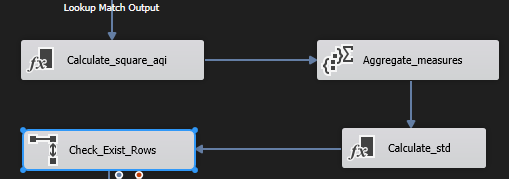 Lookup Match Output
Calculate_square_aqi
Aggregate_measures
Calculate_std
Check_Exist_Rows